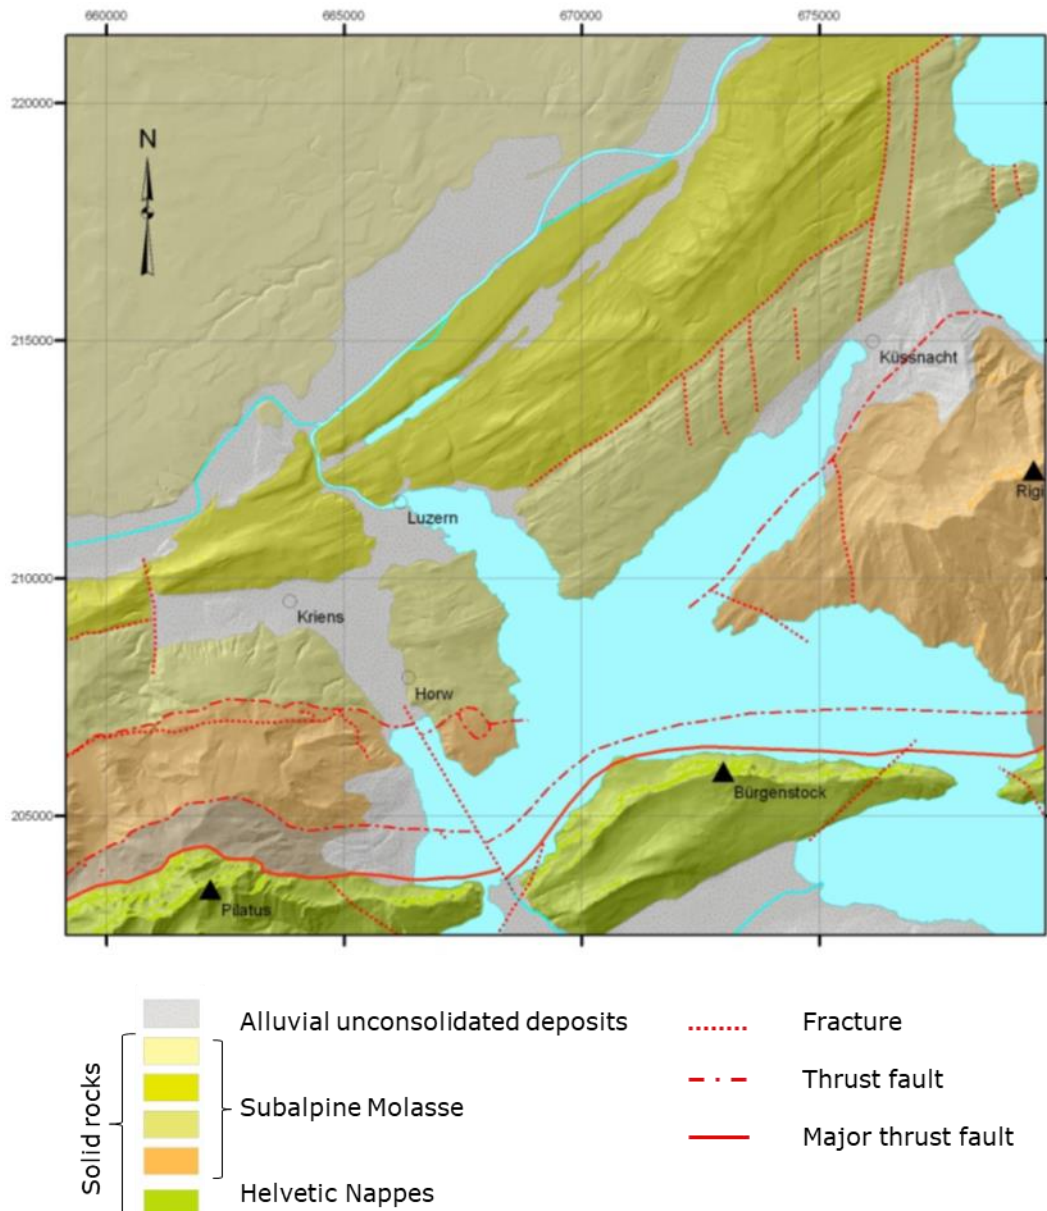 660000 665000 670000 675000
220000
N
215000
Küssnacht
Rigi
Luzern
210000
Kriens
Horw
205000
Bürgenstock
Pilatus
Alluvial unconsolidated deposits
Fracture
Solid rocks
Subalpine Molasse
Thrust fault
Major thrust fault
Helvetic Nappes